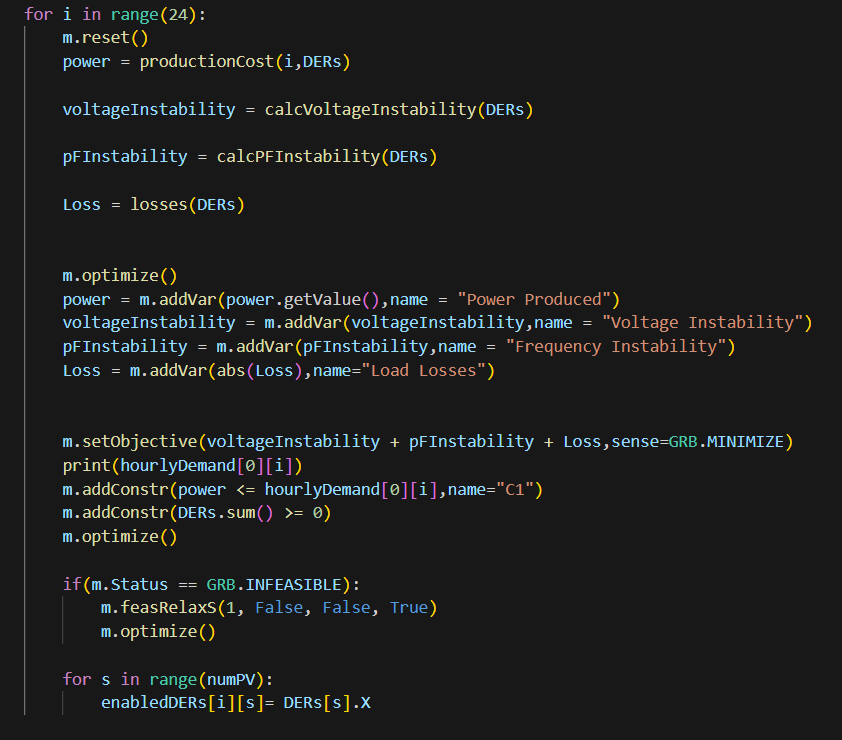 for i in range(24):
    m.reset()
    power = productionCost(i,DERs)

    voltageInstability = calcVoltageInstability(DERs)

    pFInstability = calcPFInstability(DERs)

    Loss = losses(DERs)


    m.optimize()
    power = m.addVar(power.getValue(),name = "Power Produced")
    voltageInstability = m.addVar(voltageInstability,name = "Voltage Instability")
    pFInstability = m.addVar(pFInstability,name = "Frequency Instability")
    Loss = m.addVar(abs(Loss),name="Load Losses")


    m.setObjective(voltageInstability + pFInstability + Loss,sense=GRB.MINIMIZE)
    print(hourlyDemand[0][i])
    m.addConstr(power <= hourlyDemand[0][i],name="C1")
    m.addConstr(DERs.sum() >= 0)
    m.optimize()

    if(m.Status == GRB.INFEASIBLE):
        m.feasRelaxS(1, False, False, True)
        m.optimize()

    for s in range(numPV):
        enabledDERs[i][s]= DERs[s].X